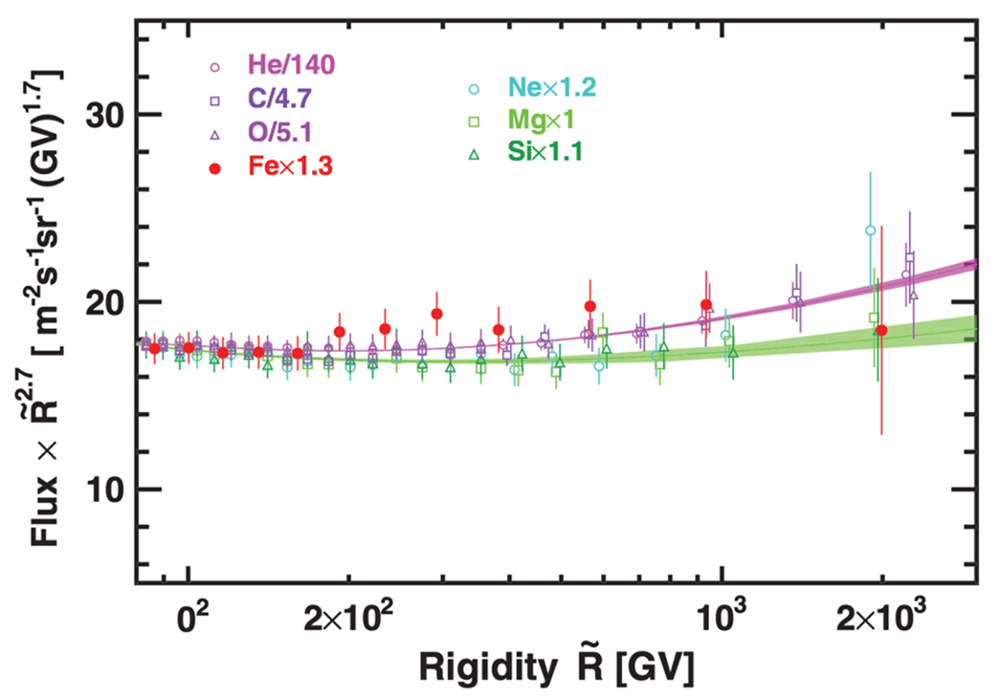 Flux × R̃^2.7 [ m^-2s^-1sr^-1 (GV)^1.7]
He/140
C/4.7
O/5.1
Fe×1.3
Ne×1.2
Mg×1
Si×1.1
30
20
10
0^2
2×10^2
10^3
2×10^3
Rigidity R̃ [GV]